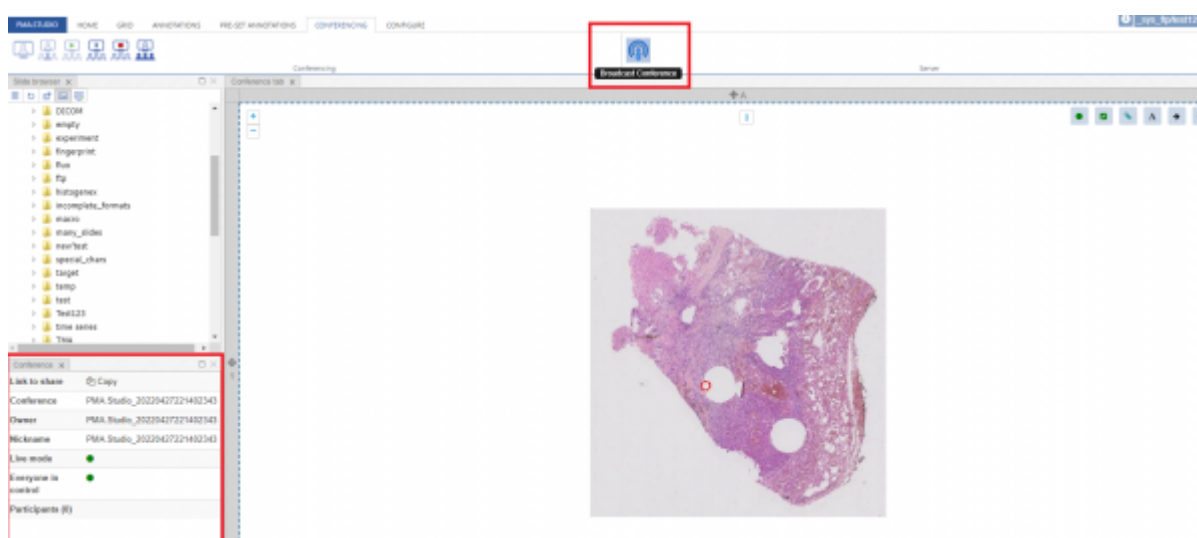 PMA.STUDIO HOME GRID ANNOTATIONS PRE-SET ANNOTATIONS CONFERENCING CONFIGURE
Conferencing
Broadcast Conference
Server
Slide browser x
Conference tab x
A
DICOM
empty
experiment
fingerprint
flux
ftp
histogenex
incomplete_formats
macro
many_slides
new'test
special_chars
target
temp
test
Test123
time series
TMA
Conference x
Link to share Copy
Conference PMA.Studio_20220427221402343
Owner PMA.Studio_20220427221402343
Nickname PMA.Studio_20220427221402343
Live mode
Everyone in
control
Participants (0)